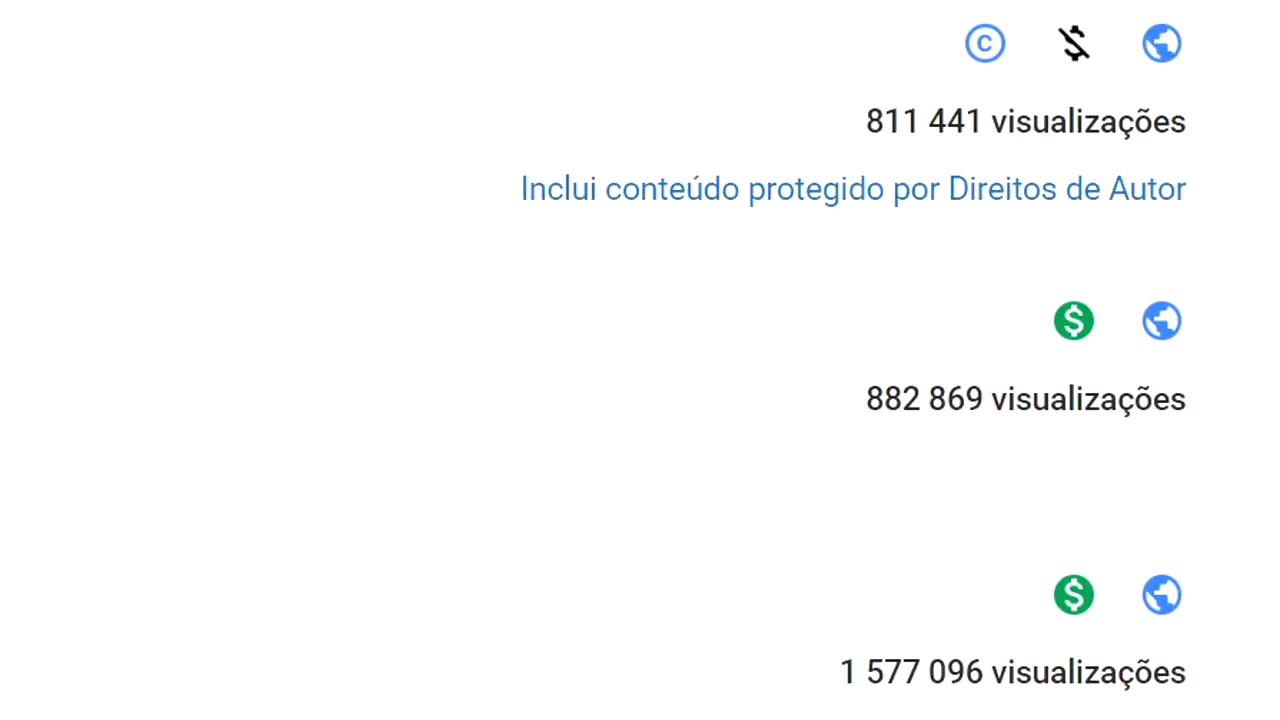 811 441 visualizações
Inclui conteúdo protegido por Direitos de Autor
882 869 visualizações
1 577 096 visualizações